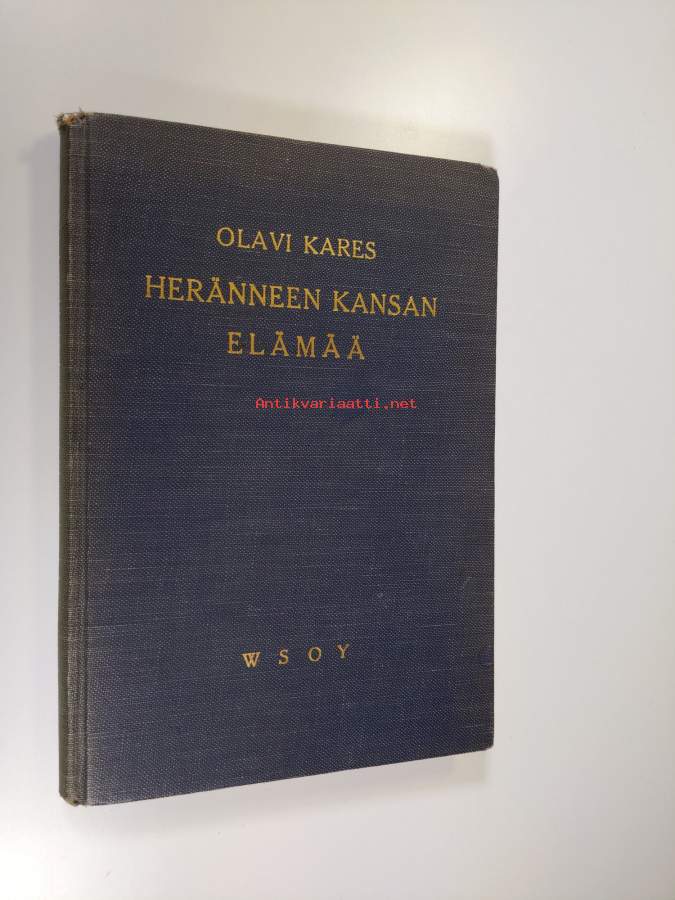 OLAVI KARES
HERÄNNEEN KANSAN
ELÄMÄÄ
Antikvariaatti.net
WSOY